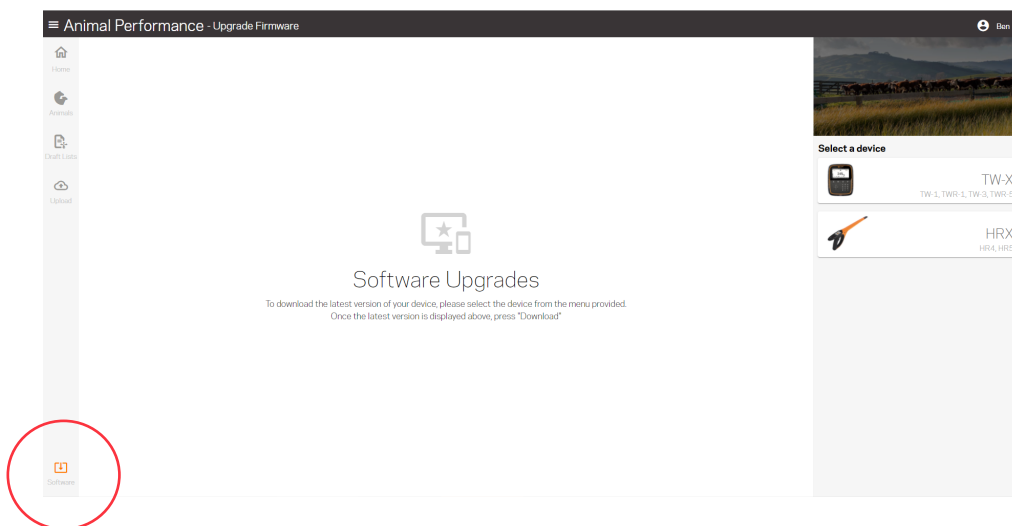 Animal Performance - Upgrade Firmware
Ben
Home
Animals
Draft Lists
Upload
Software
Software Upgrades
To download the latest version of your device, please select the device from the menu provided.
Once the latest version is displayed above, press "Download"
Select a device
TW-X
TW-1, TWR-1, TW-3, TWR-5
HRX
HR4, HR5